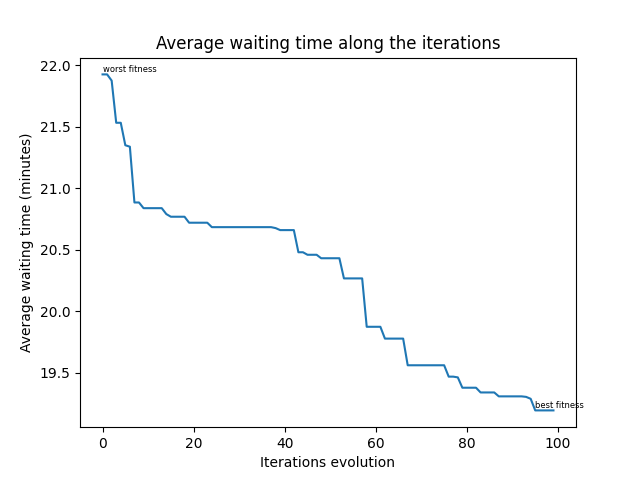 Average waiting time along the iterations
22.0
21.5
21.0
20.5
20.0
19.5
Average waiting time (minutes)
worst fitness
best fitness
0 20 40 60 80 100
Iterations evolution